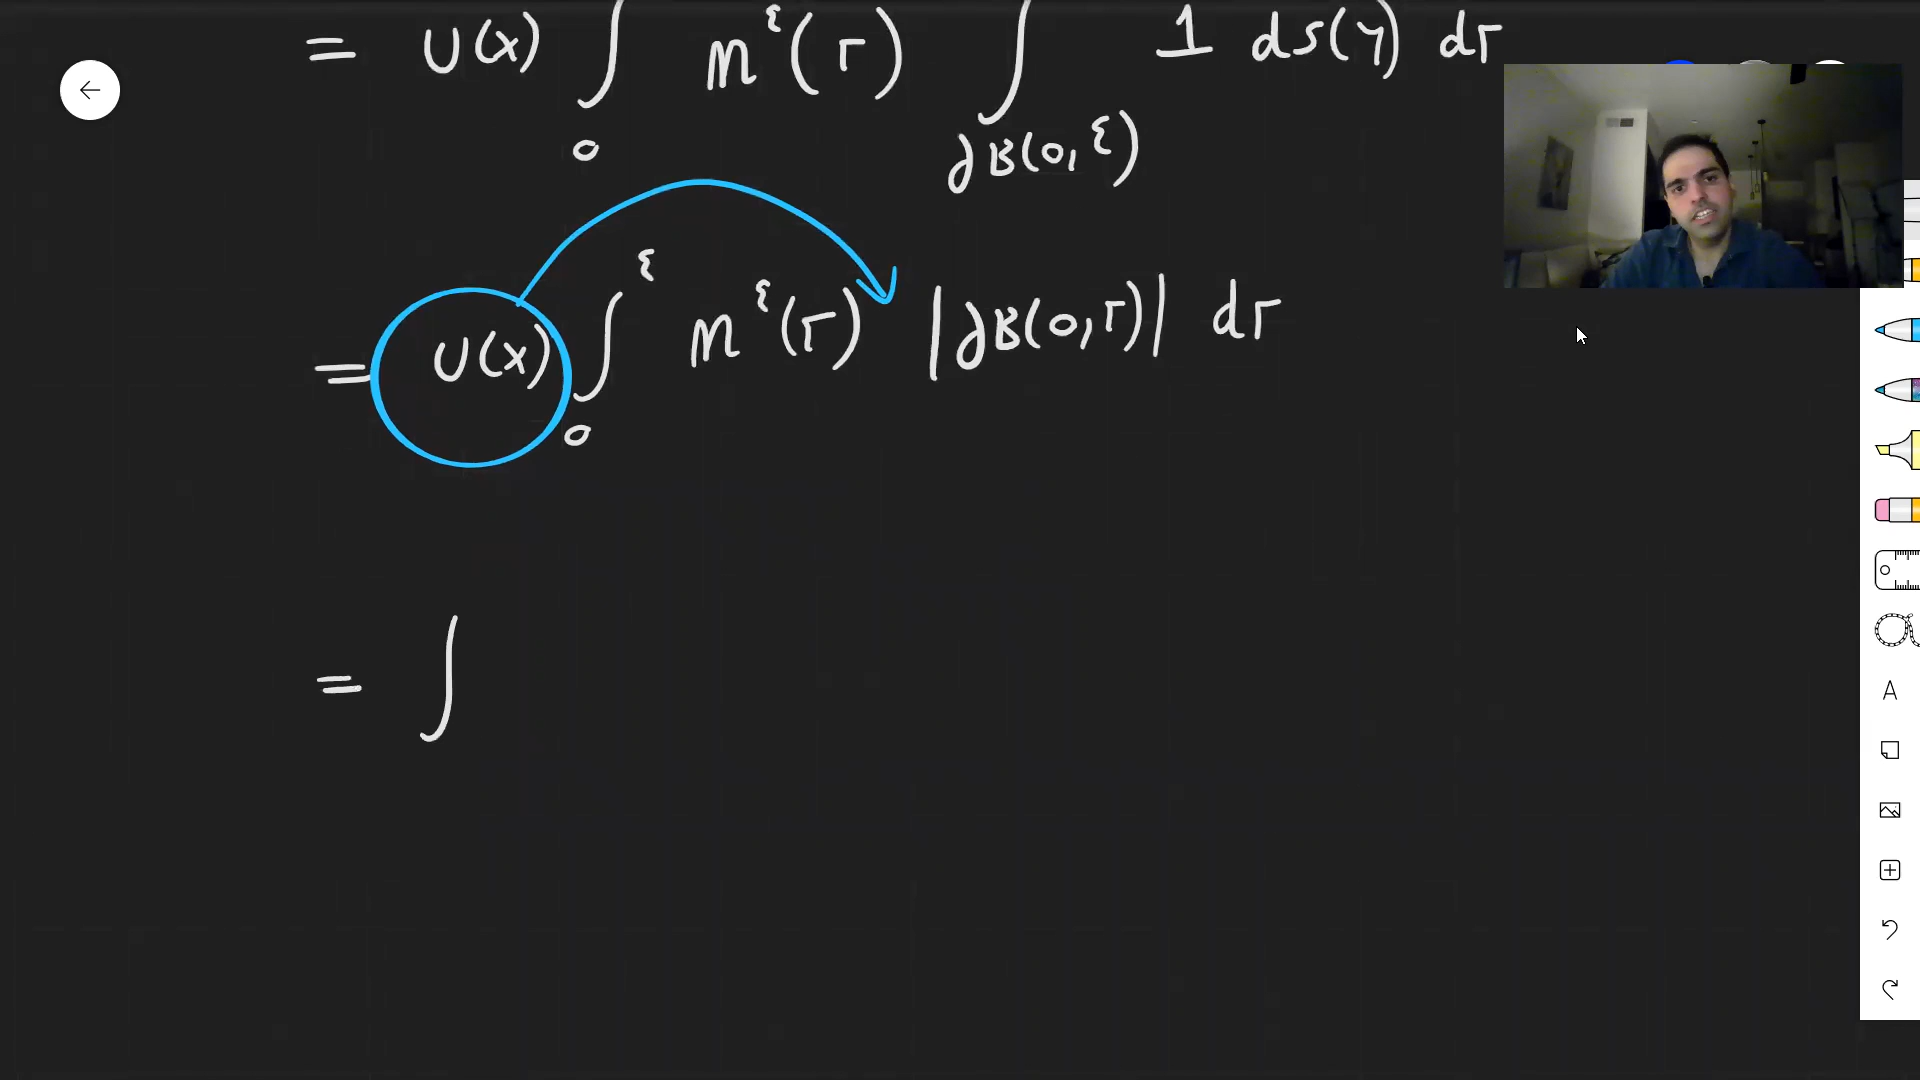 = U(x) ∫₀ η^ε(r) ∫_∂B(0,ε) 1 dS(y) dr
= U(x) ∫₀^ε η^ε(r) |∂B(0,r)| dr
= ∫
A